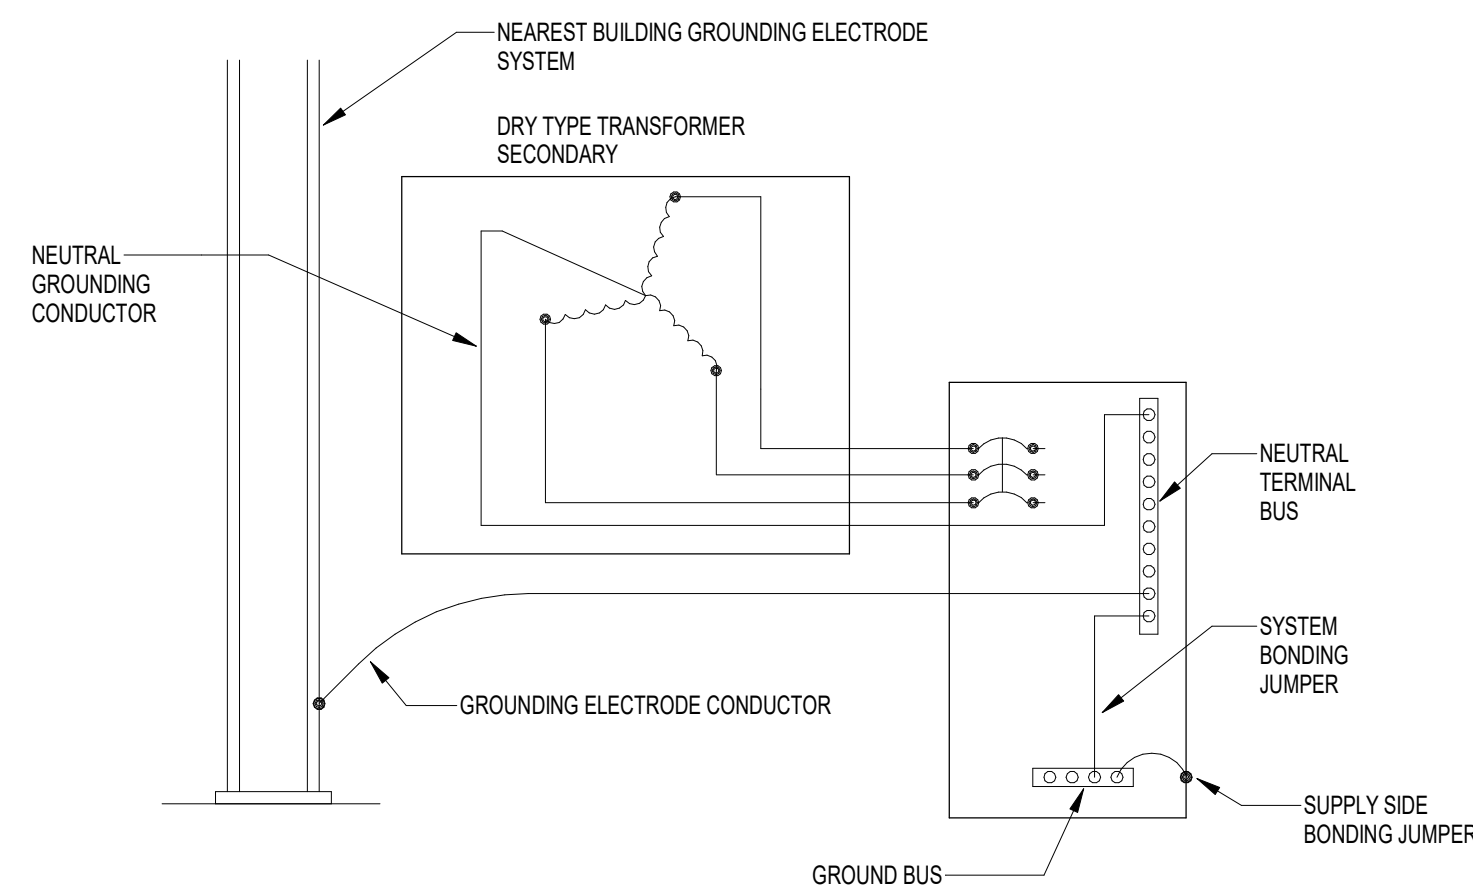 NEAREST BUILDING GROUNDING ELECTRODE
SYSTEM
DRY TYPE TRANSFORMER
SECONDARY
NEUTRAL
GROUNDING
CONDUCTOR
NEUTRAL
TERMINAL
BUS
SYSTEM
BONDING
JUMPER
GROUNDING ELECTRODE CONDUCTOR
SUPPLY SIDE
BONDING JUMPER
GROUND BUS